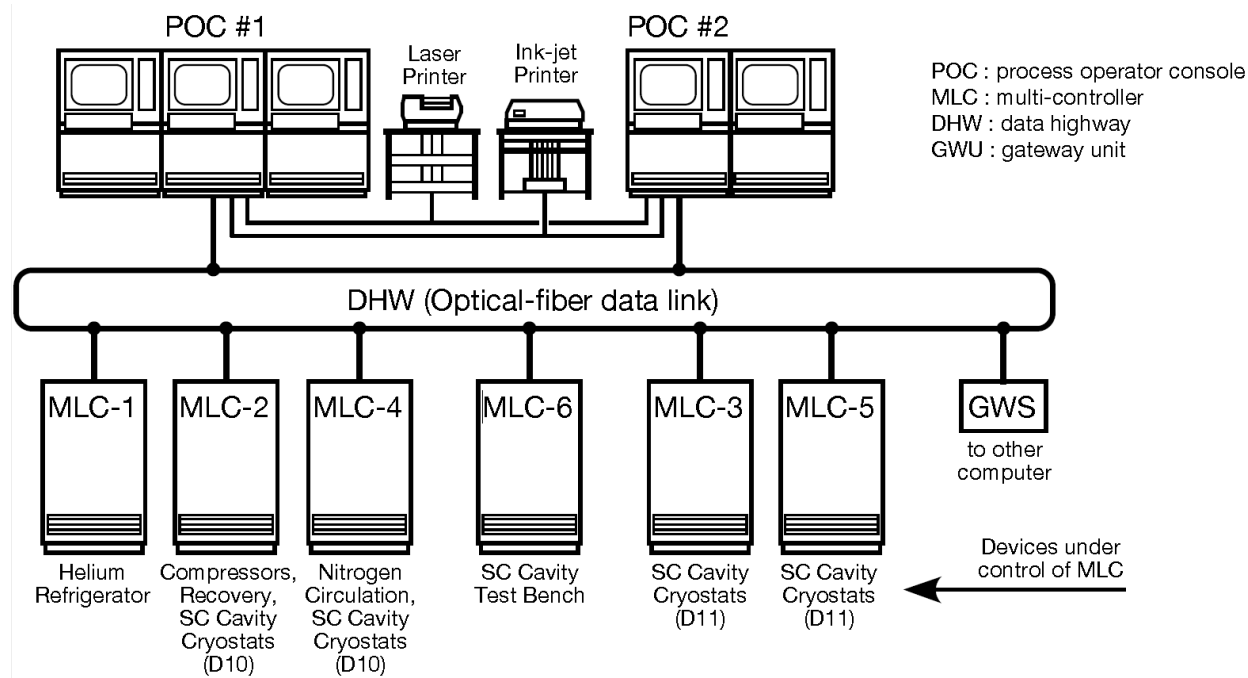 POC #1
Laser
Printer
Ink-jet
Printer
POC #2
POC : process operator console
MLC : multi-controller
DHW : data highway
GWU : gateway unit
DHW (Optical-fiber data link)
MLC-1
MLC-2
MLC-4
MLC-6
MLC-3
MLC-5
GWS
to other
computer
Helium
Refrigerator
Compressors,
Recovery,
SC Cavity
Cryostats
(D10)
Nitrogen
Circulation,
SC Cavity
Cryostats
(D10)
SC Cavity
Test Bench
SC Cavity
Cryostats
(D11)
SC Cavity
Cryostats
(D11)
Devices under
control of MLC